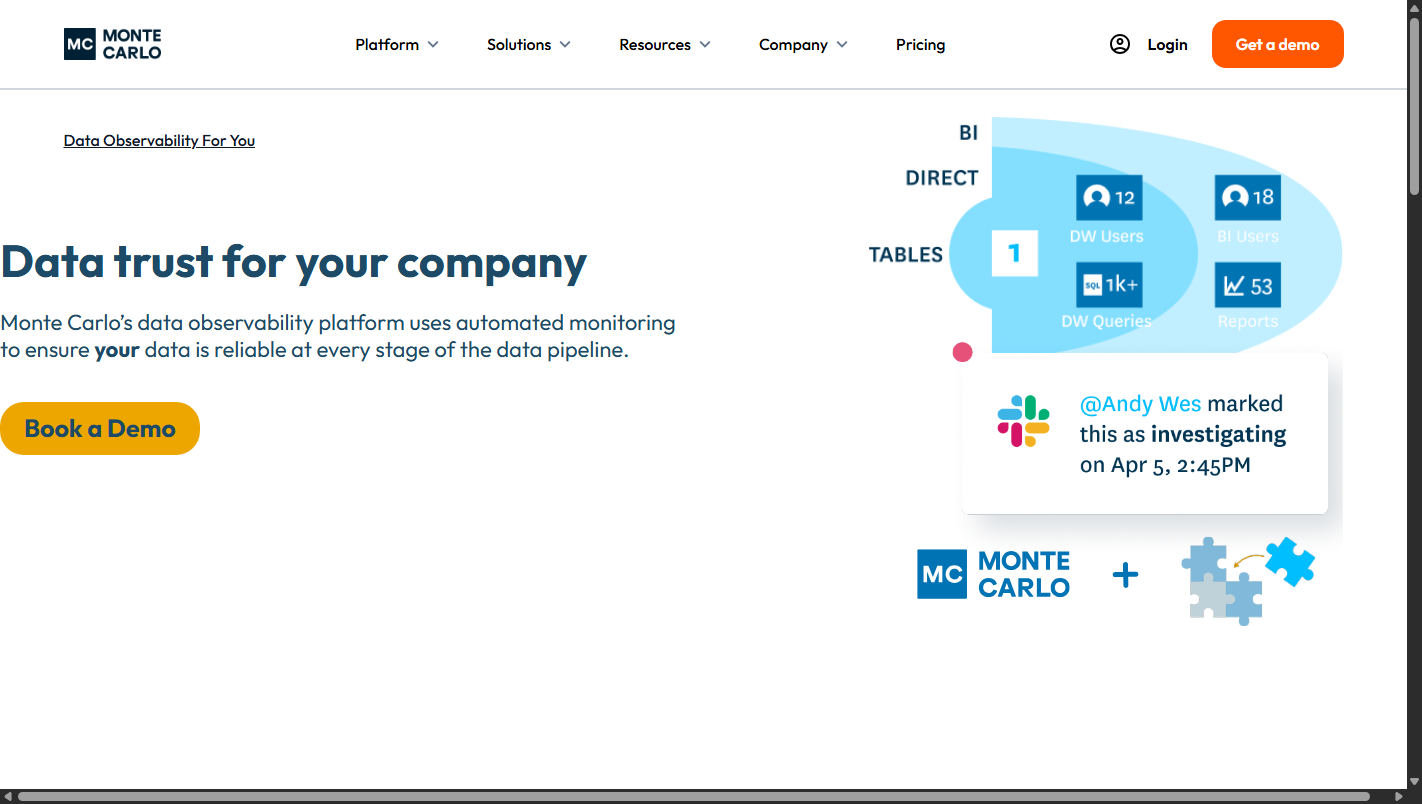 MC MONTE CARLO
Platform
Solutions
Resources
Company
Pricing
Login
Get a demo
Data Observability For You
Data trust for your company
Monte Carlo’s data observability platform uses automated monitoring
to ensure your data is reliable at every stage of the data pipeline.
Book a Demo
BI
DIRECT
TABLES
1
12
DW Users
18
BI Users
SQL 1k+
DW Queries
53
Reports
@Andy Wes marked
this as investigating
on Apr 5, 2:45PM
MC MONTE CARLO
+